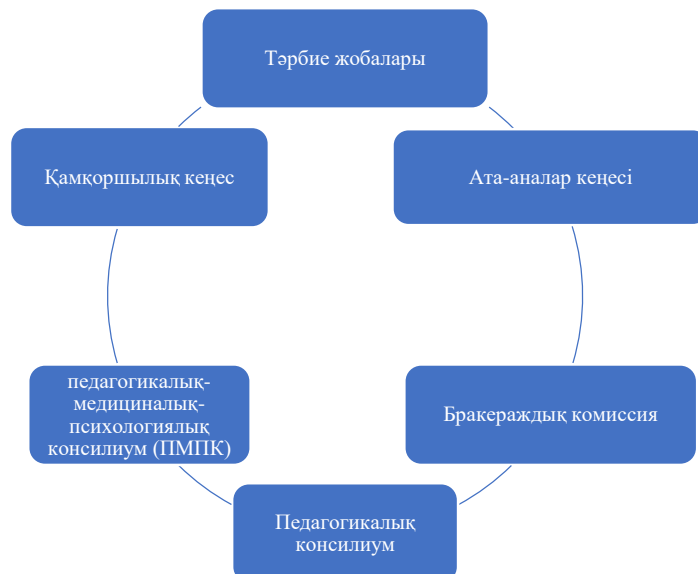 Тәрбие жобалары
Қамқоршылық кеңес
Ата-аналар кеңесі
педагогикалық-
медициналық-
психологиялық
консилиум (ПМПК)
Бракераждық комиссия
Педагогикалық
консилиум